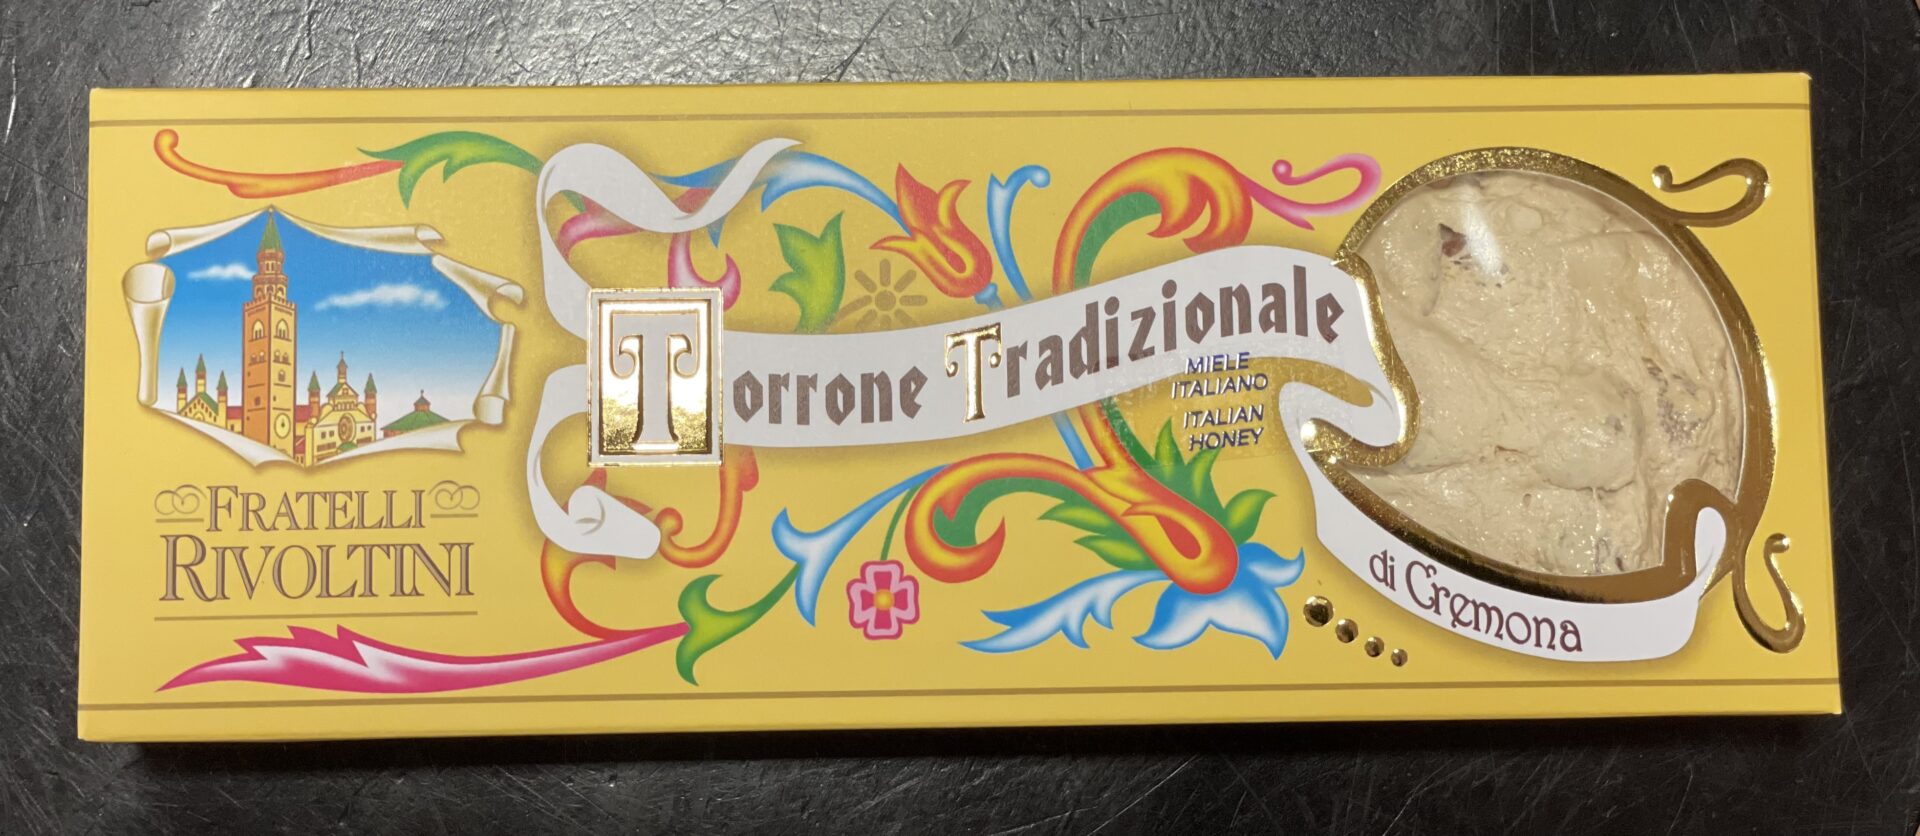 FRATELLI
RIVOLTINI
Torrone Tradizionale
MIELE
ITALIANO
ITALIAN
HONEY
di Cremona